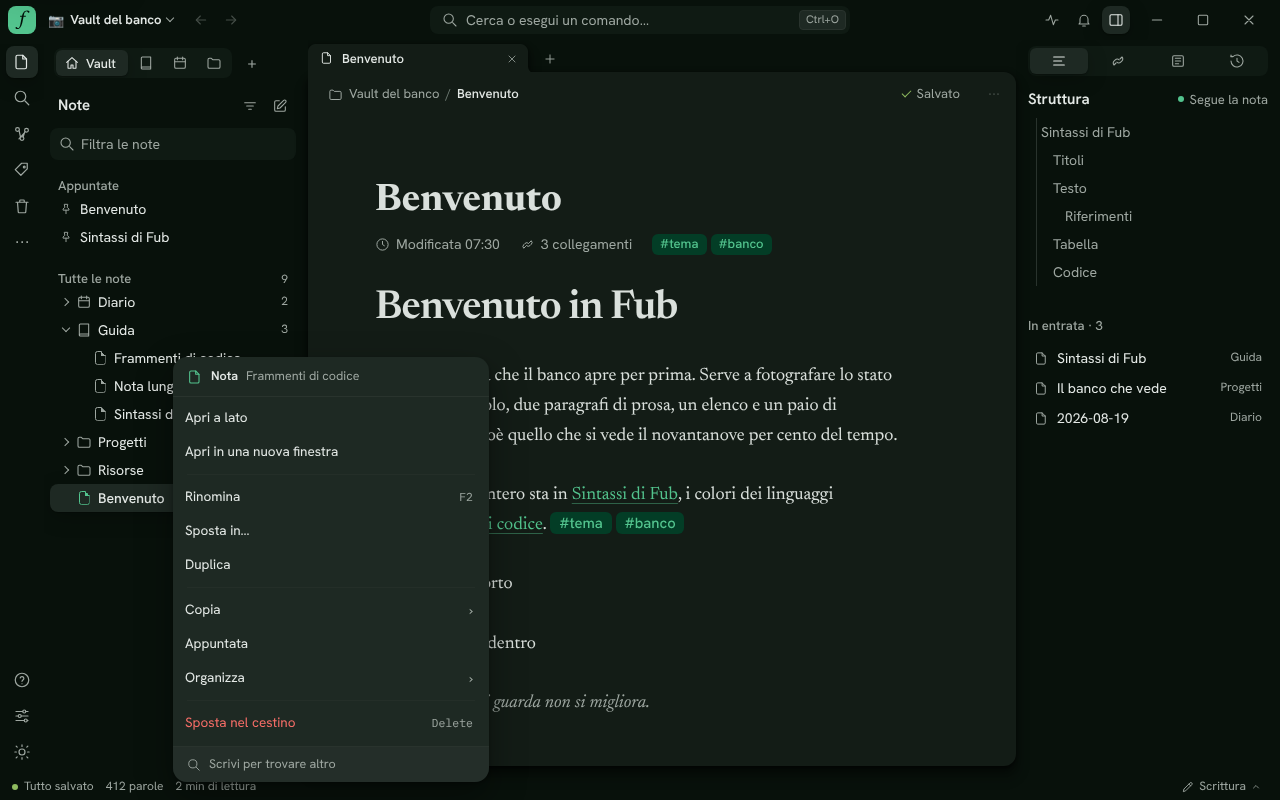 f
Vault del banco
Cerca o esegui un comando...
Ctrl+O
Vault
Note
Filtra le note
Appuntate
Benvenuto
Sintassi di Fub
Tutte le note 9
Diario 2
Guida 3
Frammenti di codice
Nota lung
Sintassi d
Progetti
Risorse
Benvenuto
Benvenuto
Vault del banco / Benvenuto
Salvato
Benvenuto
Modificata 07:30 3 collegamenti #tema #banco
Benvenuto in Fub
che il banco apre per prima. Serve a fotografare lo stato
olo, due paragrafi di prosa, un elenco e un paio di
oè quello che si vede il novantanove per cento del tempo.
ntero sta in Sintassi di Fub, i colori dei linguaggi
i codice. #tema #banco
orto
dentro
guarda non si migliora.
Nota Frammenti di codice
Apri a lato
Apri in una nuova finestra
Rinomina F2
Sposta in...
Duplica
Copia ›
Appuntata
Organizza ›
Sposta nel cestino Delete
Scrivi per trovare altro
Struttura
Segue la nota
Sintassi di Fub
Titoli
Testo
Riferimenti
Tabella
Codice
In entrata · 3
Sintassi di Fub Guida
Il banco che vede Progetti
2026-08-19 Diario
Tutto salvato 412 parole 2 min di lettura
Scrittura